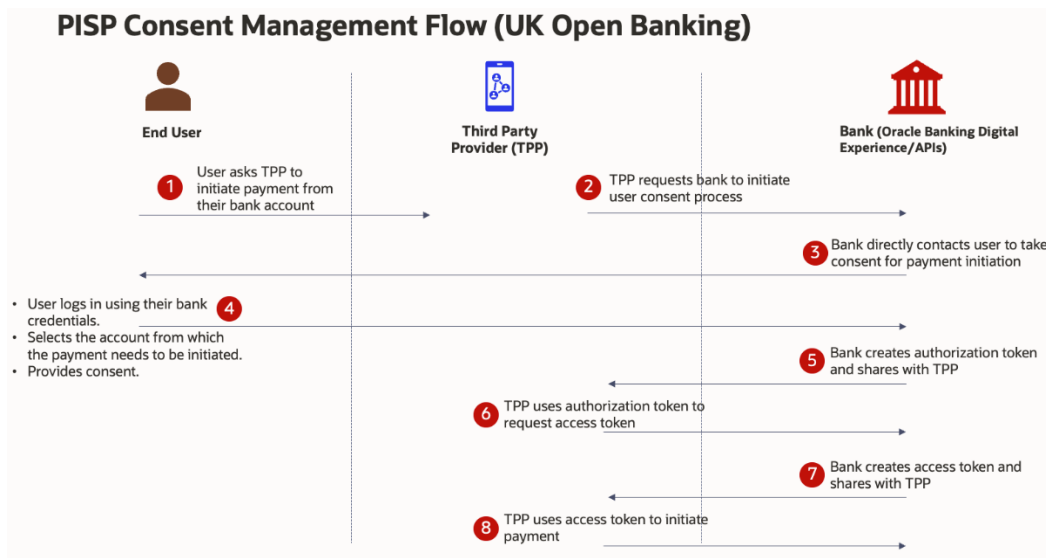 PISP Consent Management Flow (UK Open Banking)
End User
Third Party
Provider (TPP)
Bank (Oracle Banking Digital
Experience/APIs)
1
User asks TPP to
initiate payment from
their bank account
2
TPP requests bank to initiate
user consent process
3
Bank directly contacts user to take
consent for payment initiation
4
• User logs in using their bank
credentials.
• Selects the account from which
the payment needs to be initiated.
• Provides consent.
5
Bank creates authorization token
and shares with TPP
6
TPP uses authorization token to
request access token
7
Bank creates access token and
shares with TPP
8
TPP uses access token to initiate
payment